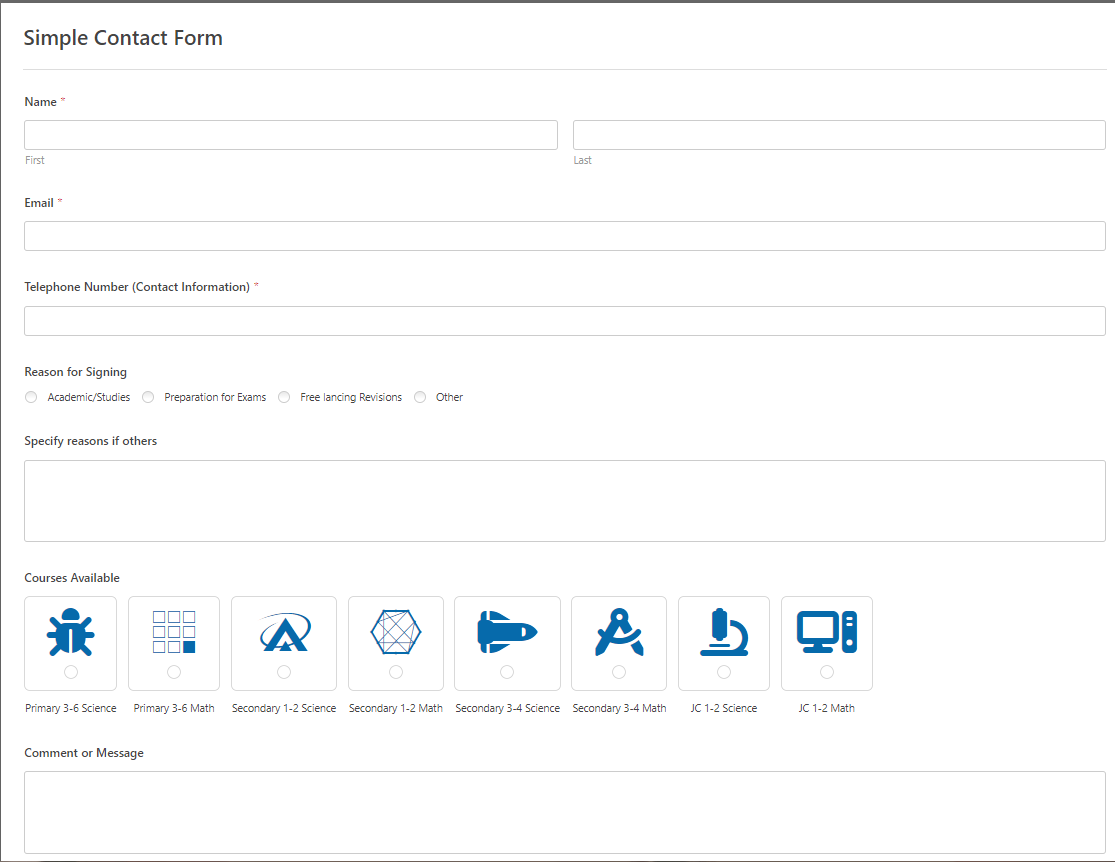 Simple Contact Form
Name *
First Last
Email *
Telephone Number (Contact Information) *
Reason for Signing
Academic/Studies Preparation for Exams Free lancing Revisions Other
Specify reasons if others
Courses Available
Primary 3-6 Science Primary 3-6 Math Secondary 1-2 Science Secondary 1-2 Math Secondary 3-4 Science Secondary 3-4 Math JC 1-2 Science JC 1-2 Math
Comment or Message